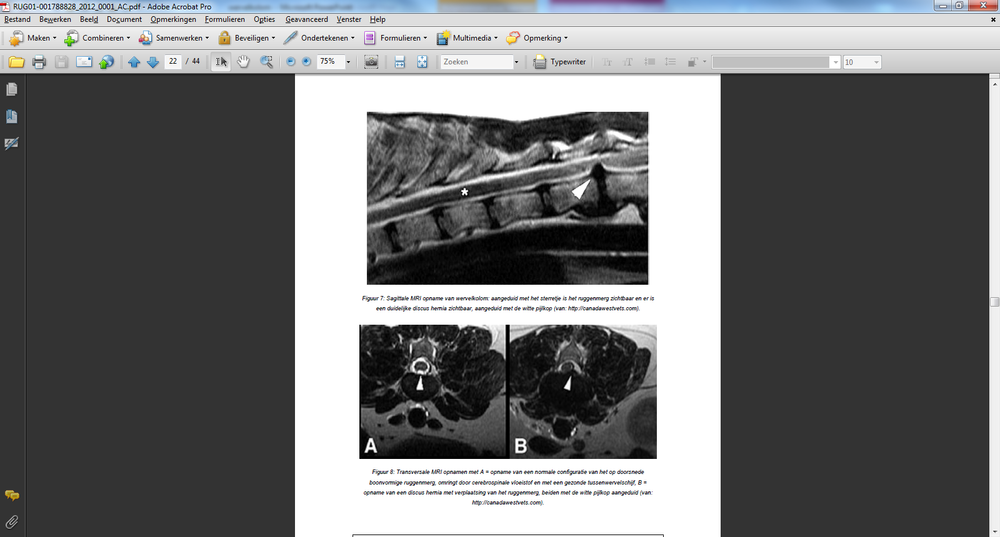 RUG01-001788828_2012_0001_AC.pdf - Adobe Acrobat Pro
Bestand Bewerken Beeld Document Opmerkingen Formulieren Opties Geavanceerd Venster Help
Maken Combineren Samenwerken Beveiligen Ondertekenen Formulieren Multimedia Opmerking
22 / 44 75% Zoeken Typewriter 10
*
Figuur 7: Sagittale MRI opname van wervelkolom: aangeduid met het sterretje is het ruggenmerg zichtbaar en er is
een duidelijke discus hernia zichtbaar, aangeduid met de witte pijlkop (van: http://canadawestvets.com).
A B
Figuur 8: Transversale MRI opnamen met A = opname van een normale configuratie van het op doorsnede
boonvormige ruggenmerg, omringt door cerebrospinale vloeistof en met een gezonde tussenwervelschijf, B =
opname van een discus hernia met verplaatsing van het ruggenmerg, beiden met de witte pijlkop aangeduid (van:
http://canadawestvets.com).